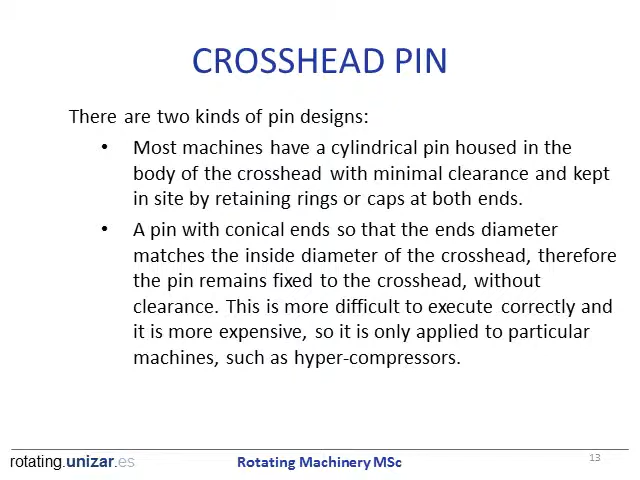 CROSSHEAD PIN
There are two kinds of pin designs:
• Most machines have a cylindrical pin housed in the
body of the crosshead with minimal clearance and kept
in site by retaining rings or caps at both ends.
• A pin with conical ends so that the ends diameter
matches the inside diameter of the crosshead, therefore
the pin remains fixed to the crosshead, without
clearance. This is more difficult to execute correctly and
it is more expensive, so it is only applied to particular
machines, such as hyper-compressors.
rotating.unizar.es
Rotating Machinery MSc
13